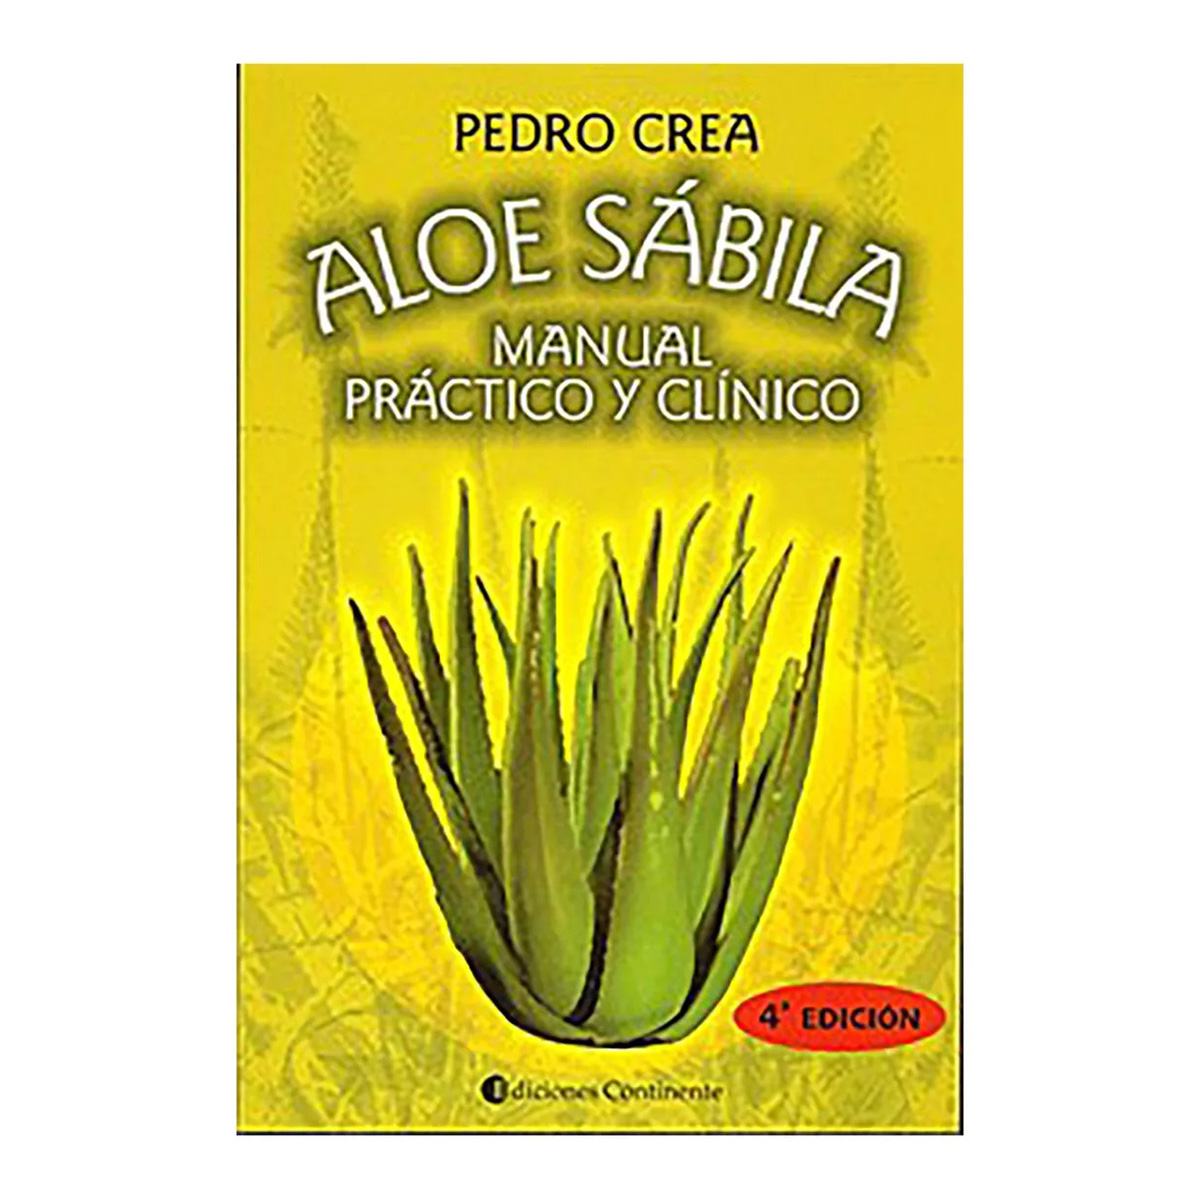 PEDRO CREA
ALOE SÁBILA
MANUAL
PRÁCTICO Y CLÍNICO
4ª EDICIÓN
Ediciones Continente